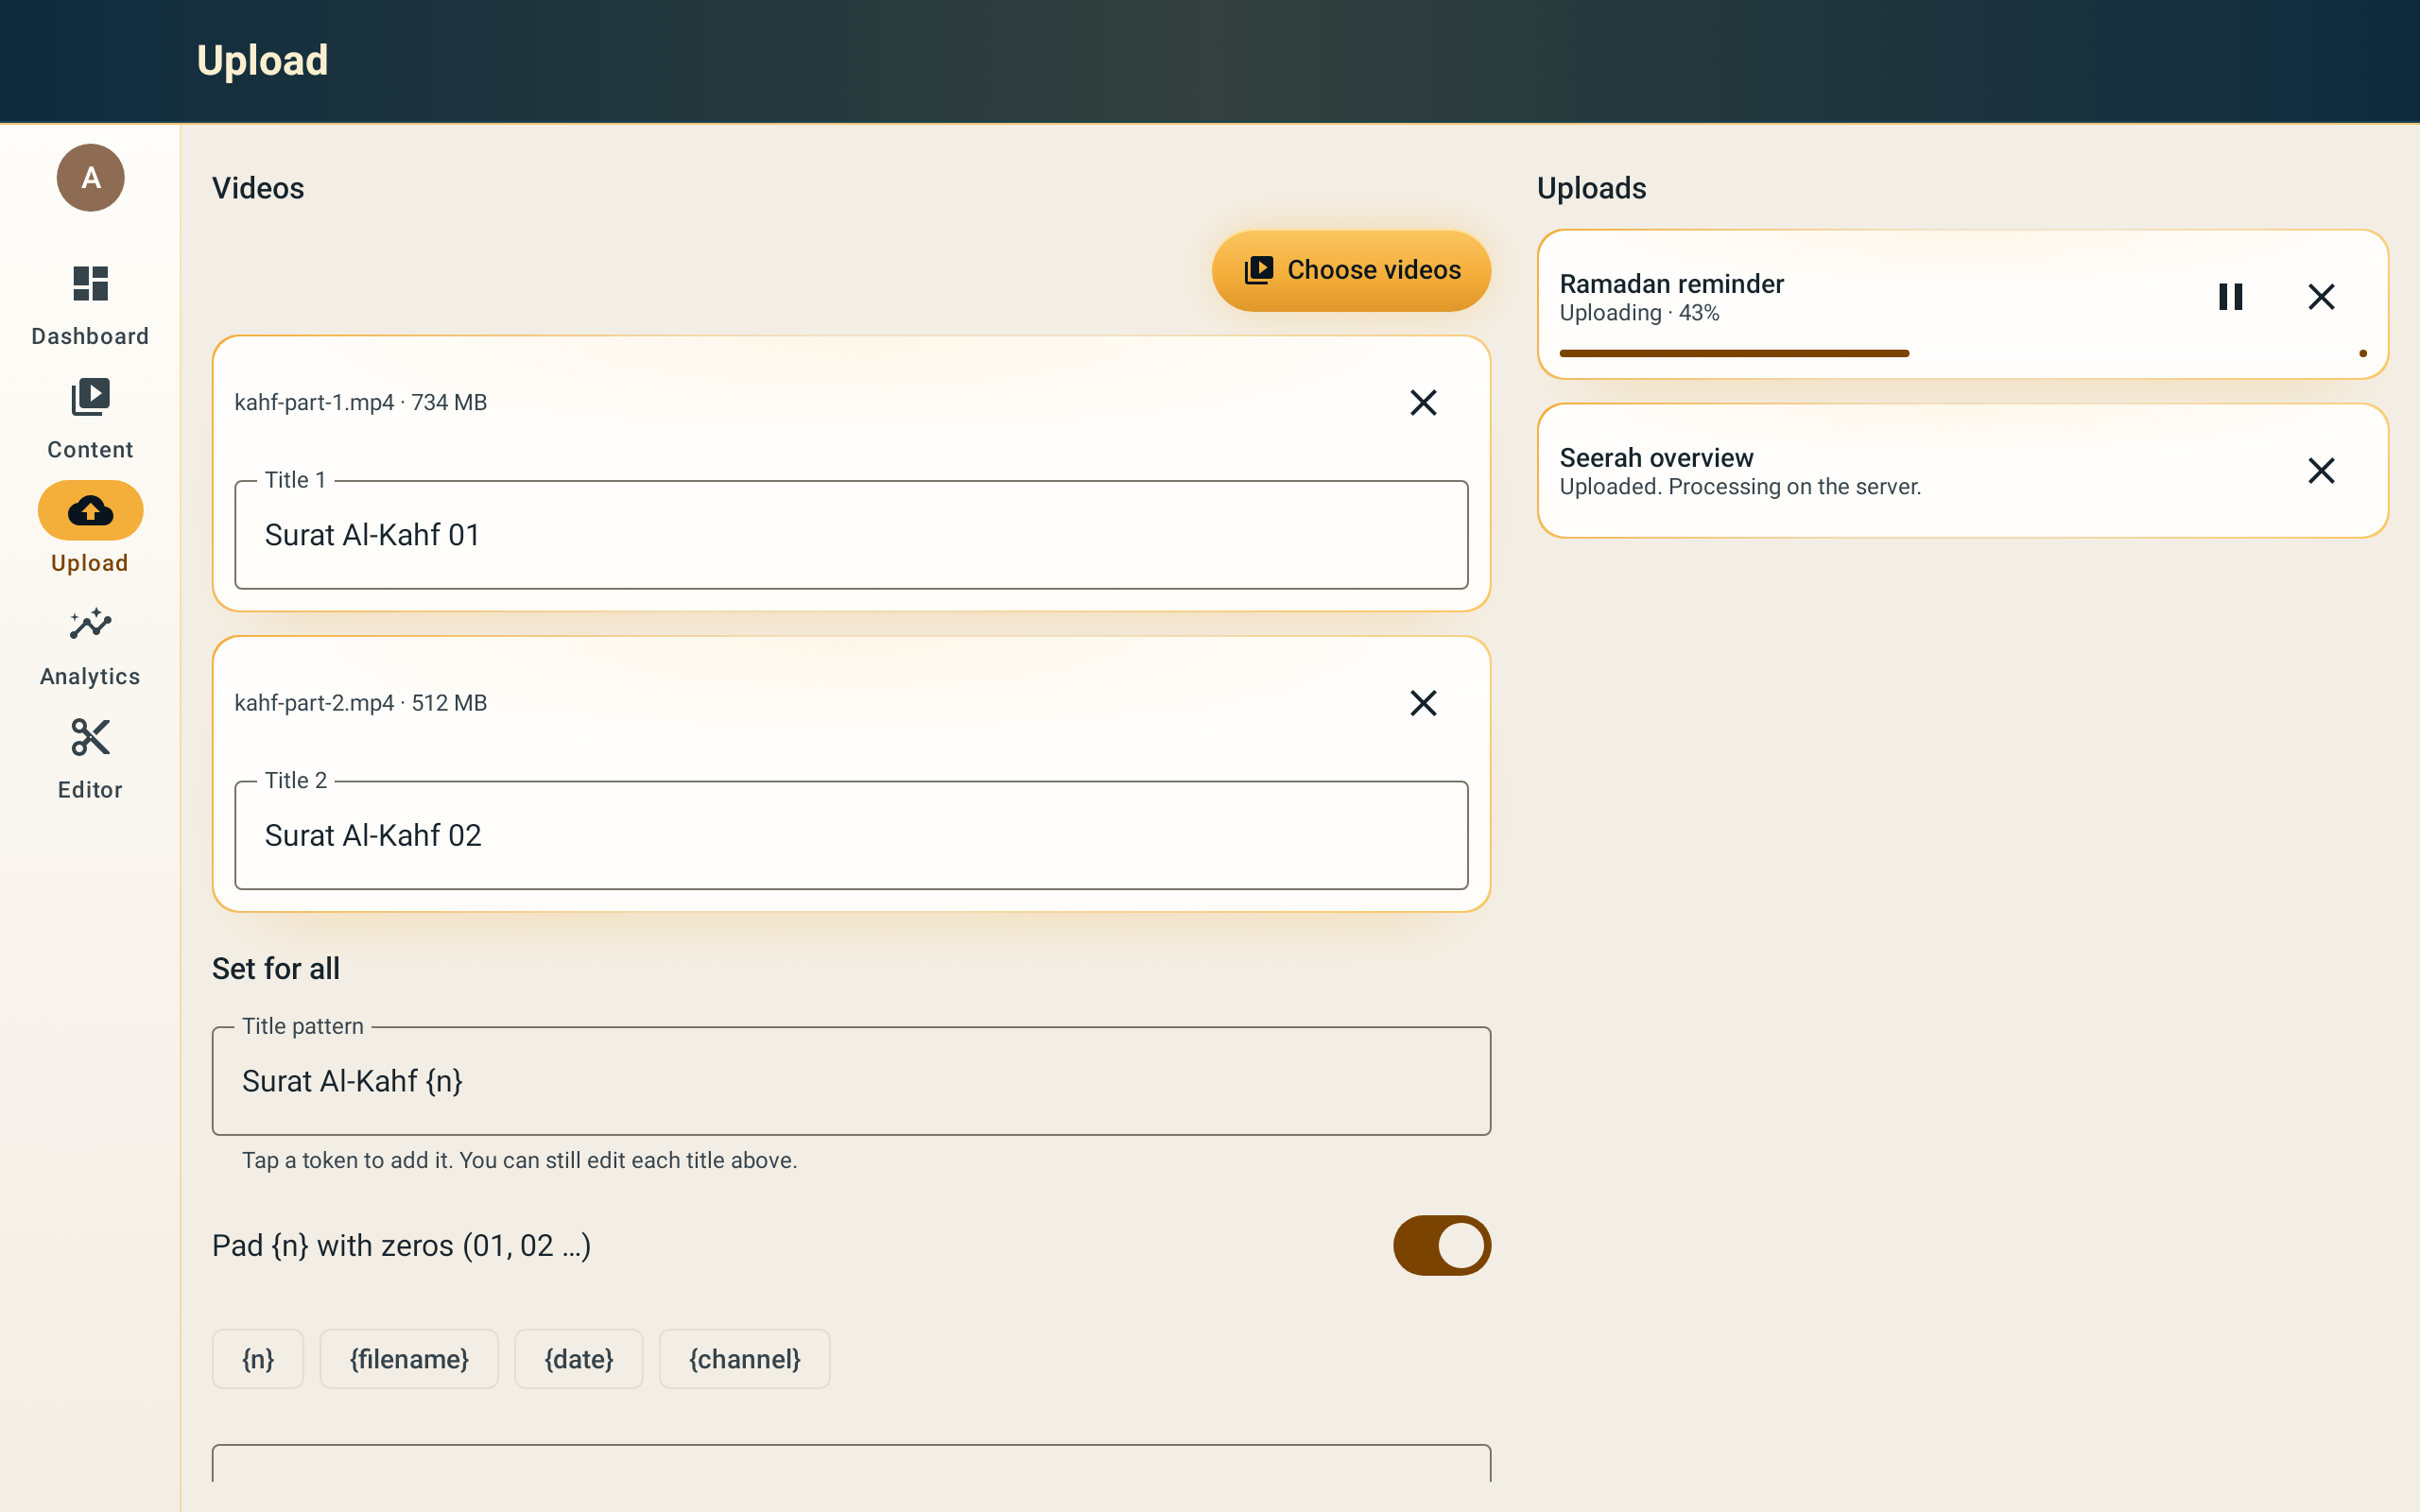 Upload
A
Dashboard
Content
Upload
Analytics
Editor
Videos
Choose videos
kahf-part-1.mp4 · 734 MB
Title 1
Surat Al-Kahf 01
kahf-part-2.mp4 · 512 MB
Title 2
Surat Al-Kahf 02
Set for all
Title pattern
Surat Al-Kahf {n}
Tap a token to add it. You can still edit each title above.
Pad {n} with zeros (01, 02 ...)
{n}
{filename}
{date}
{channel}
Uploads
Ramadan reminder
Uploading · 43%
Seerah overview
Uploaded. Processing on the server.